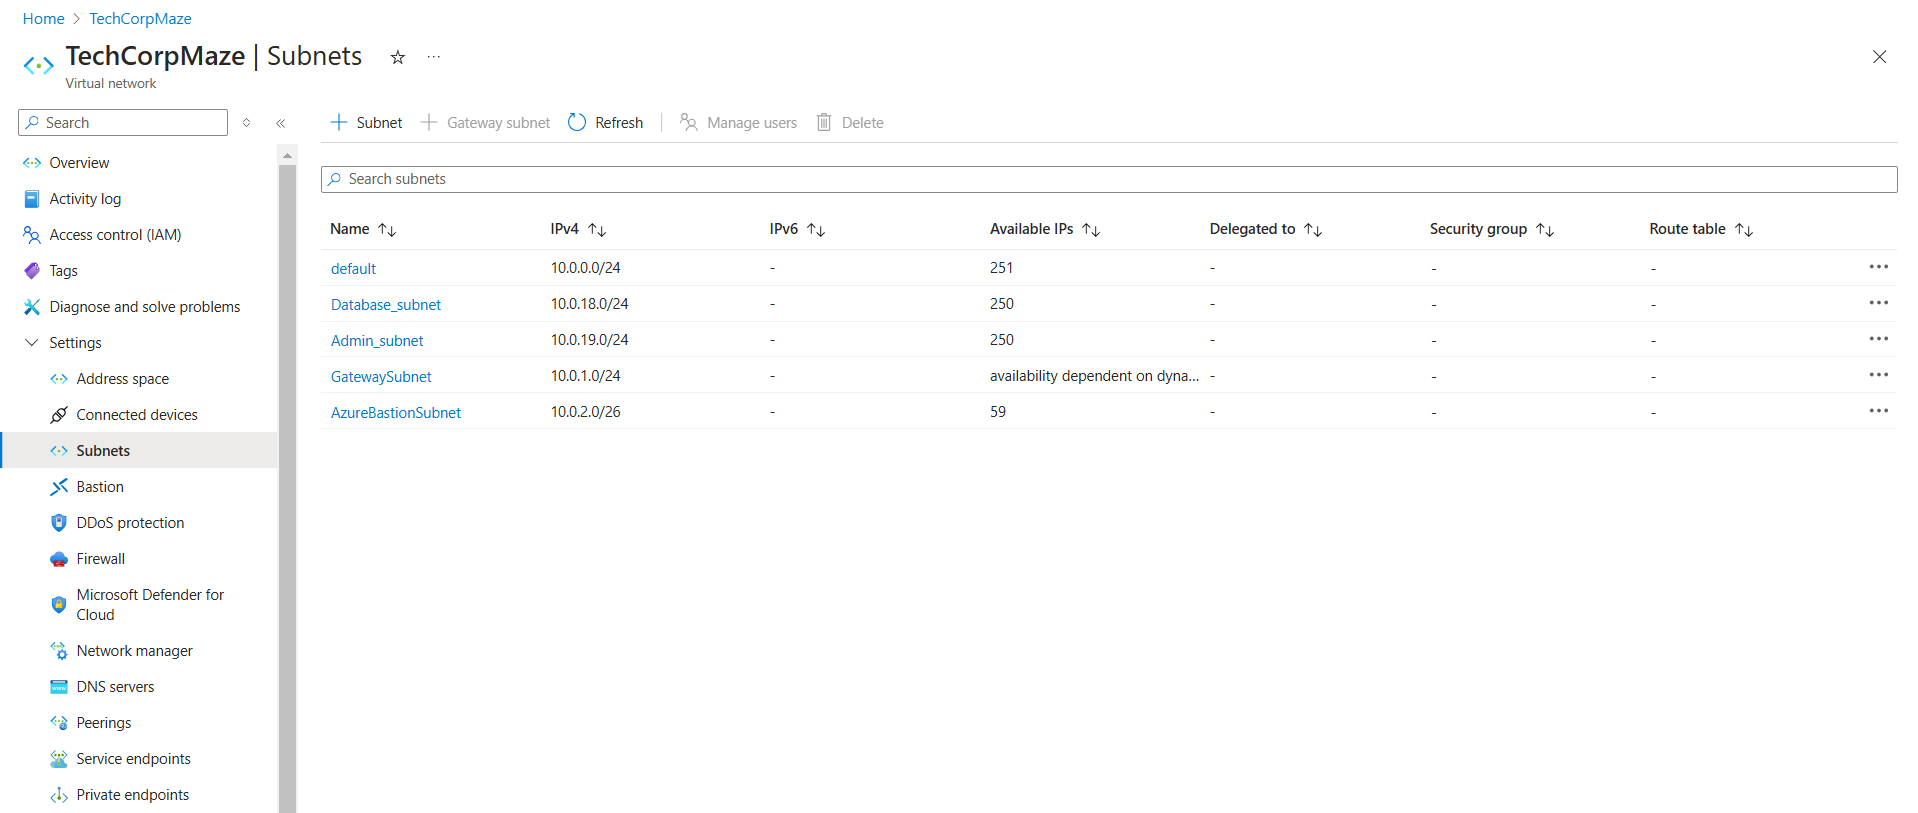 Home > TechCorpMaze
TechCorpMaze | Subnets
Virtual network
Search
Overview
Activity log
Access control (IAM)
Tags
Diagnose and solve problems
Settings
Address space
Connected devices
Subnets
Bastion
DDoS protection
Firewall
Microsoft Defender for
Cloud
Network manager
DNS servers
Peerings
Service endpoints
Private endpoints
Subnet Gateway subnet Refresh Manage users Delete
Search subnets
Name IPv4 IPv6 Available IPs Delegated to Security group Route table
default 10.0.0.0/24 - 251 - - -
Database_subnet 10.0.18.0/24 - 250 - - -
Admin_subnet 10.0.19.0/24 - 250 - - -
GatewaySubnet 10.0.1.0/24 - availability dependent on dyna... - - -
AzureBastionSubnet 10.0.2.0/26 - 59 - - -